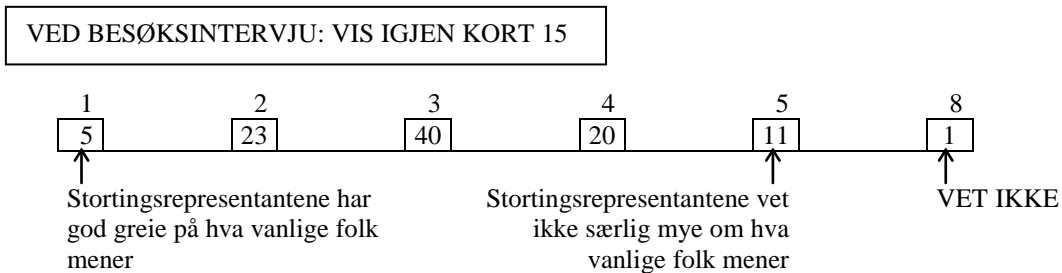 VED BESØKSINTERVJU: VIS IGJEN KORT 15
1 2 3 4 5 8
5 23 40 20 11 1
Stortingsrepresentantene har
god greie på hva vanlige folk
mener
Stortingsrepresentantene vet
ikke særlig mye om hva
vanlige folk mener
VET IKKE